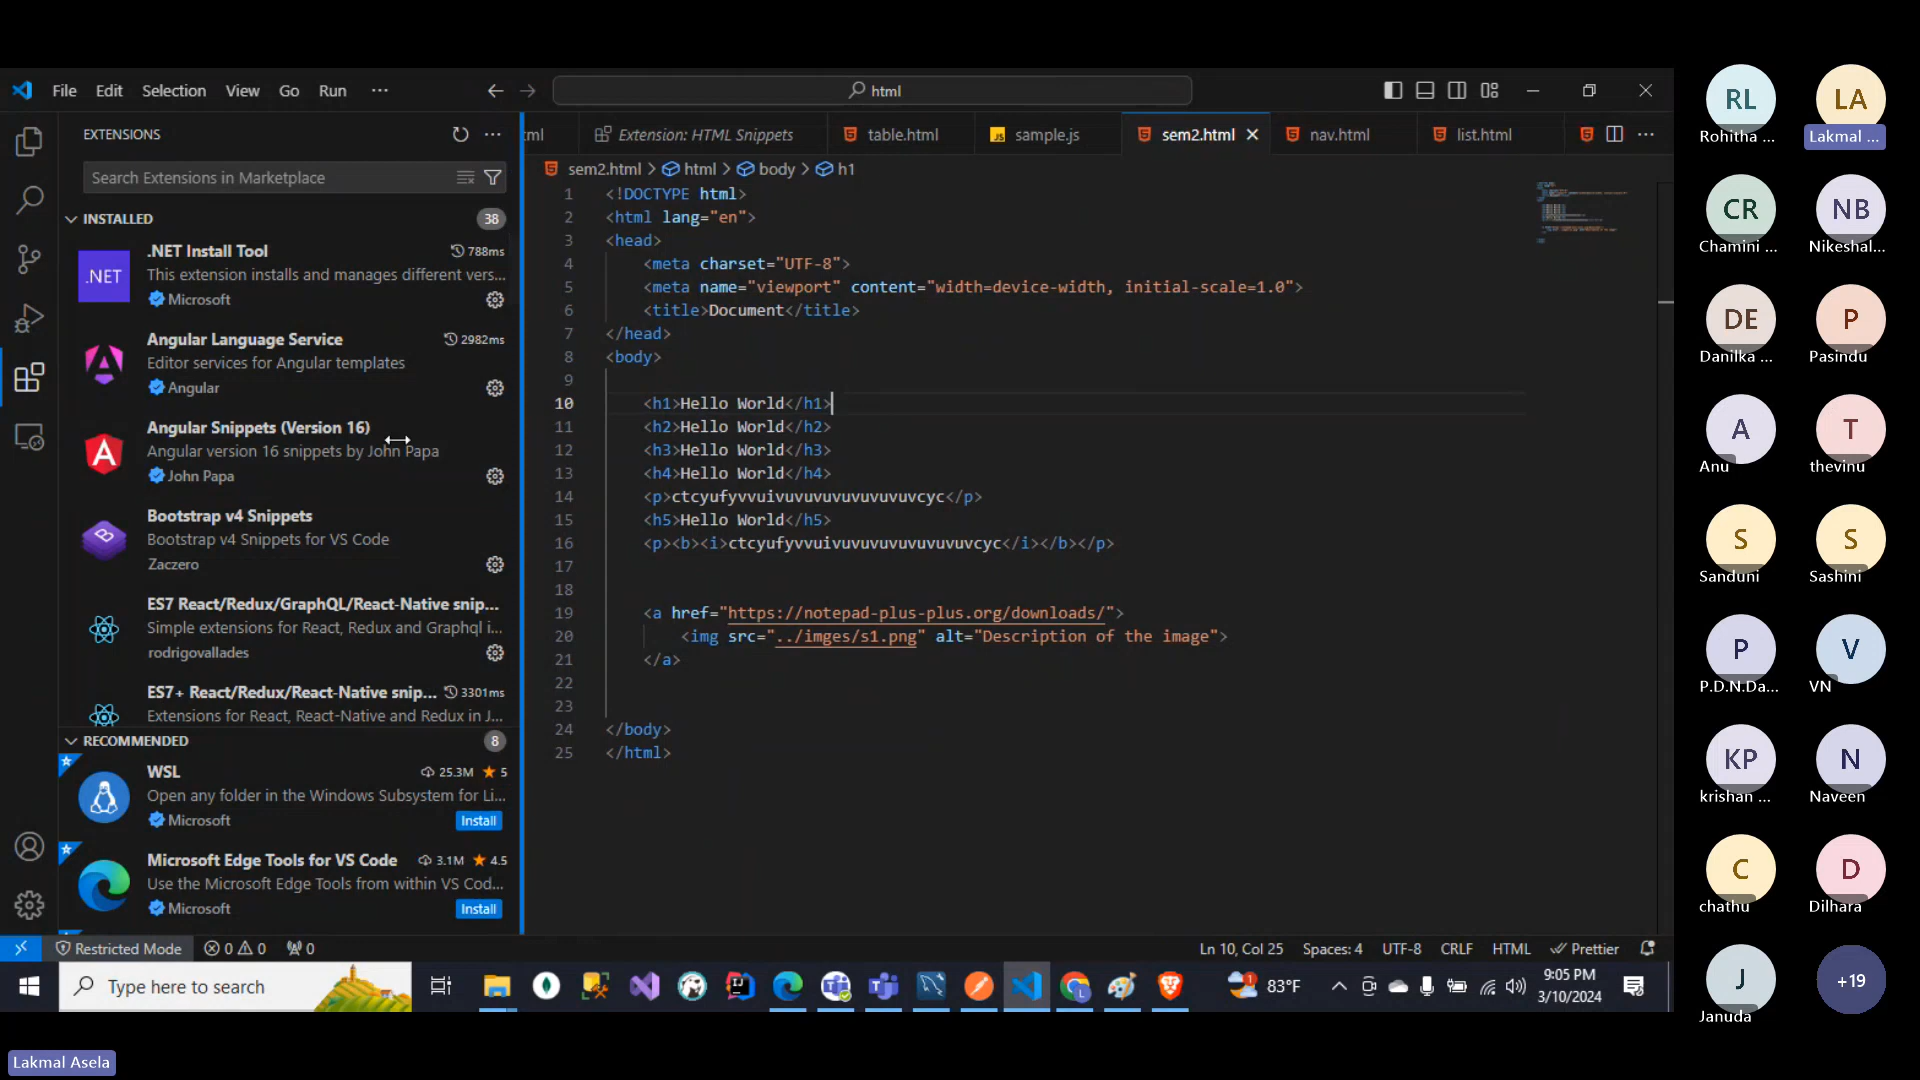 File Edit Selection View Go Run ··· html
EXTENSIONS
Search Extensions in Marketplace
INSTALLED 38
.NET
.NET Install Tool 788ms
This extension installs and manages different vers...
Microsoft
Angular Language Service 2982ms
Editor services for Angular templates
Angular
Angular Snippets (Version 16)
Angular version 16 snippets by John Papa
John Papa
Bootstrap v4 Snippets
Bootstrap v4 Snippets for VS Code
Zaczero
ES7 React/Redux/GraphQL/React-Native snip...
Simple extensions for React, Redux and Graphql i...
rodrigovallades
ES7+ React/Redux/React-Native snip... 3301ms
Extensions for React, React-Native and Redux in J...
RECOMMENDED 8
WSL 25.3M 5
Open any folder in the Windows Subsystem for Li...
Microsoft Install
Microsoft Edge Tools for VS Code 3.1M 4.5
Use the Microsoft Edge Tools from within VS Cod...
Microsoft Install
Extension: HTML Snippets table.html JS sample.js sem2.html nav.html list.html
sem2.html > html > body > h1
1 <!DOCTYPE html>
2 <html lang="en">
3 <head>
4 <meta charset="UTF-8">
5 <meta name="viewport" content="width=device-width, initial-scale=1.0">
6 <title>Document</title>
7 </head>
8 <body>
9
10 <h1>Hello World</h1>
11 <h2>Hello World</h2>
12 <h3>Hello World</h3>
13 <h4>Hello World</h4>
14 <p>ctcyufyvvuivuvuvuvuvuvuvuvcyc</p>
15 <h5>Hello World</h5>
16 <p><b><i>ctcyufyvvuivuvuvuvuvuvuvuvcyc</i></b></p>
17
18
19 <a href="https://notepad-plus-plus.org/downloads/">
20 <img src="../imges/s1.png" alt="Description of the image">
21 </a>
22
23
24 </body>
25 </html>
Restricted Mode 0 0 0 Ln 10, Col 25 Spaces: 4 UTF-8 CRLF HTML Prettier
Type here to search 83°F 9:05 PM
3/10/2024
RL LA
Rohitha ... Lakmal ...
CR NB
Chamini ... Nikeshal...
DE P
Danilka ... Pasindu
A T
Anu thevinu
S S
Sanduni Sashini
P V
P.D.N.Da... VN
KP N
krishan ... Naveen
C D
chathu Dilhara
J +19
Januda
Lakmal Asela